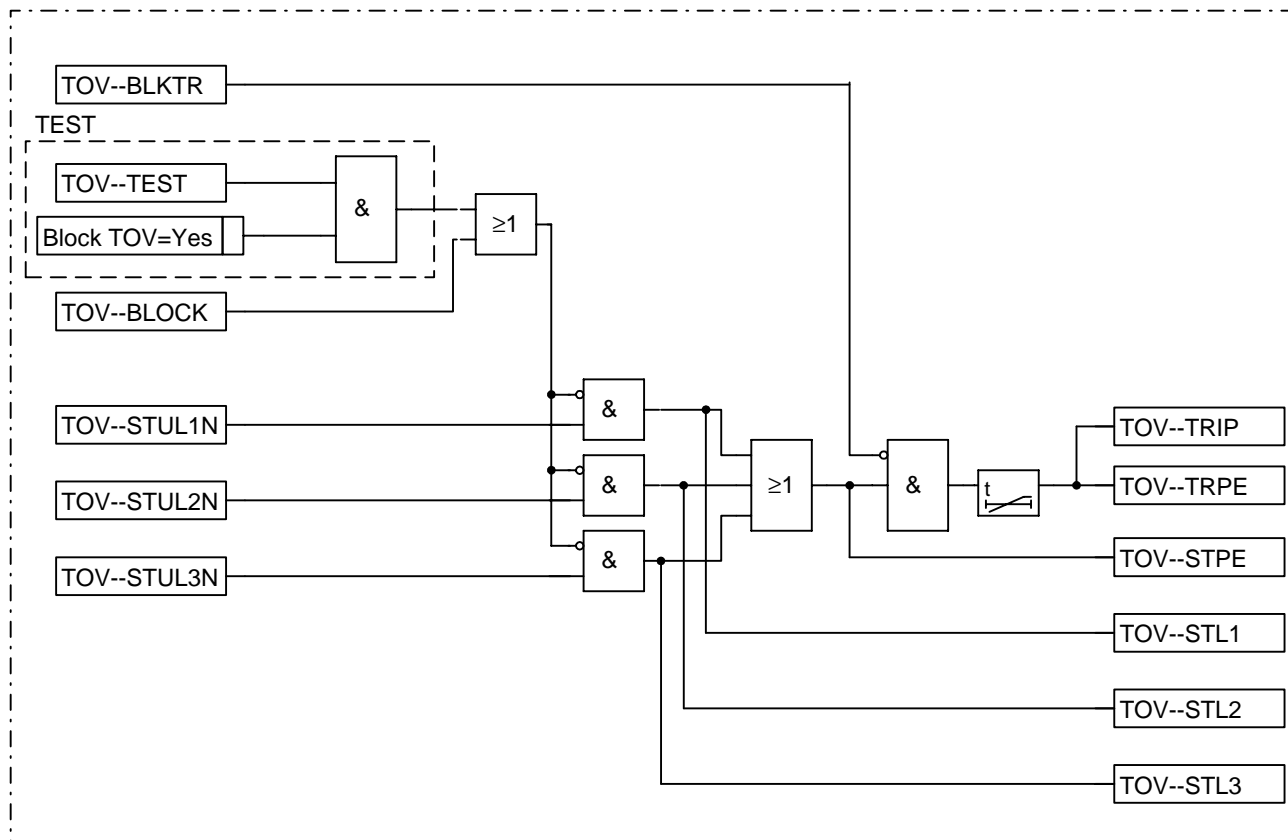 TOV--BLKTR
TEST
TOV--TEST
&
Block TOV=Yes
≥1
TOV--BLOCK
TOV--STUL1N
&
TOV--STUL2N
&
TOV--STUL3N
&
≥1
&
t
TOV--TRIP
TOV--TRPE
TOV--STPE
TOV--STL1
TOV--STL2
TOV--STL3